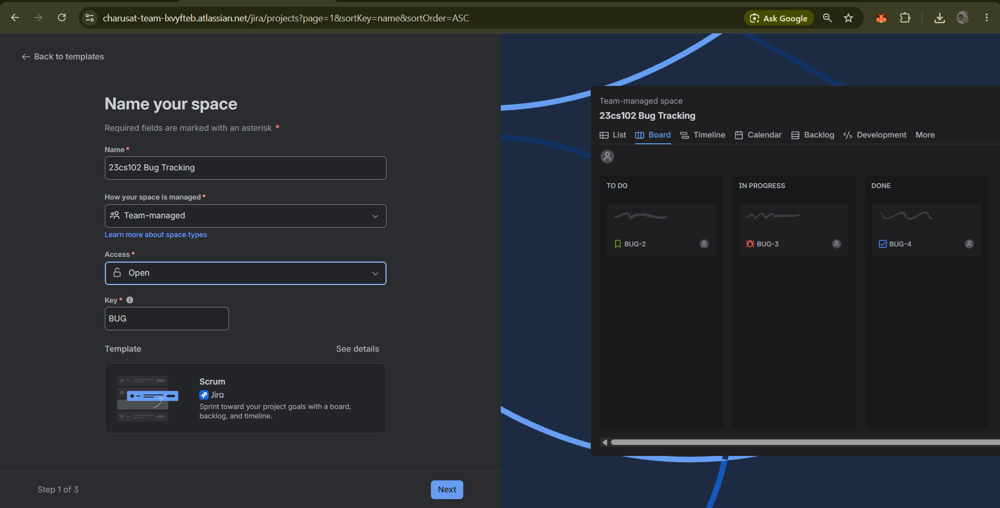 charusat-team-lxvyfteb.atlassian.net/jira/projects?page=1&sortKey=name&sortOrder=ASC
Ask Google
Back to templates
Name your space
Required fields are marked with an asterisk *
Name *
23cs102 Bug Tracking
How your space is managed *
Team-managed
Learn more about space types
Access *
Open
Key *
BUG
Template
See details
Scrum
Jira
Sprint toward your project goals with a board,
backlog, and timeline.
Step 1 of 3
Next
Team-managed space
23cs102 Bug Tracking
List
Board
Timeline
Calendar
Backlog
Development
More
TO DO
BUG-2
IN PROGRESS
BUG-3
DONE
BUG-4